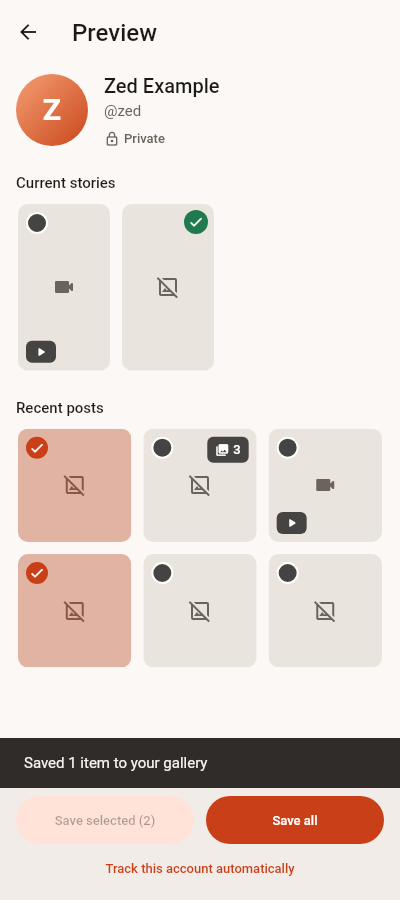 Preview
Z
Zed Example
@zed
Private
Current stories
Recent posts
3
Saved 1 item to your gallery
Save selected (2)
Save all
Track this account automatically